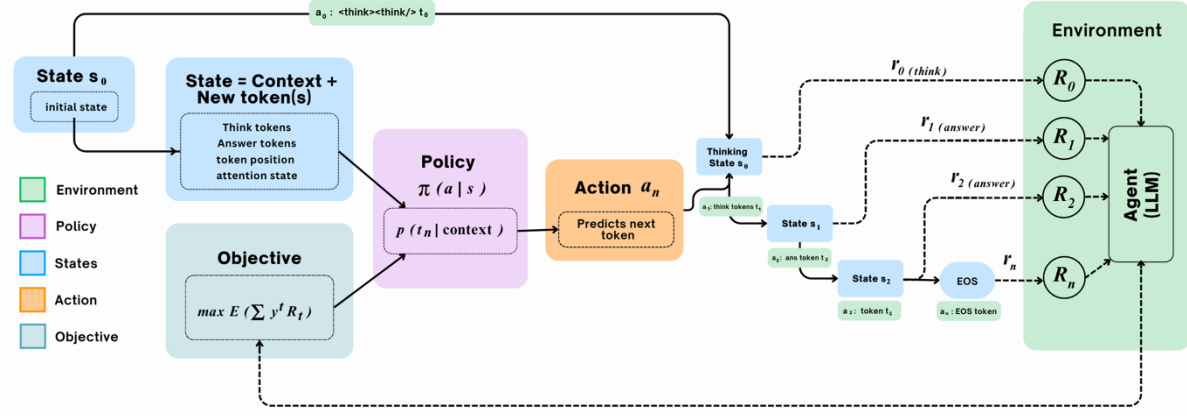 a₀ : <think><think/> t₀
State s₀
initial state
State = Context +
New token(s)
Think tokens
Answer tokens
token position
attention state
Policy
π ( a | s )
p ( tₙ | context )
Objective
max E ( ∑ yᵗ Rₜ )
Action aₙ
Predicts next
token
Thinking
State s₀
a₁: think tokens t₁
State s₁
a₂: ans token t₂
State s₂
a₂: token t₂
EOS
aₙ: EOS token
r₀ (think)
r₁ (answer)
r₂ (answer)
rₙ
Environment
R₀
R₁
R₂
Rₙ
Agent
(LLM)
Environment
Policy
States
Action
Objective